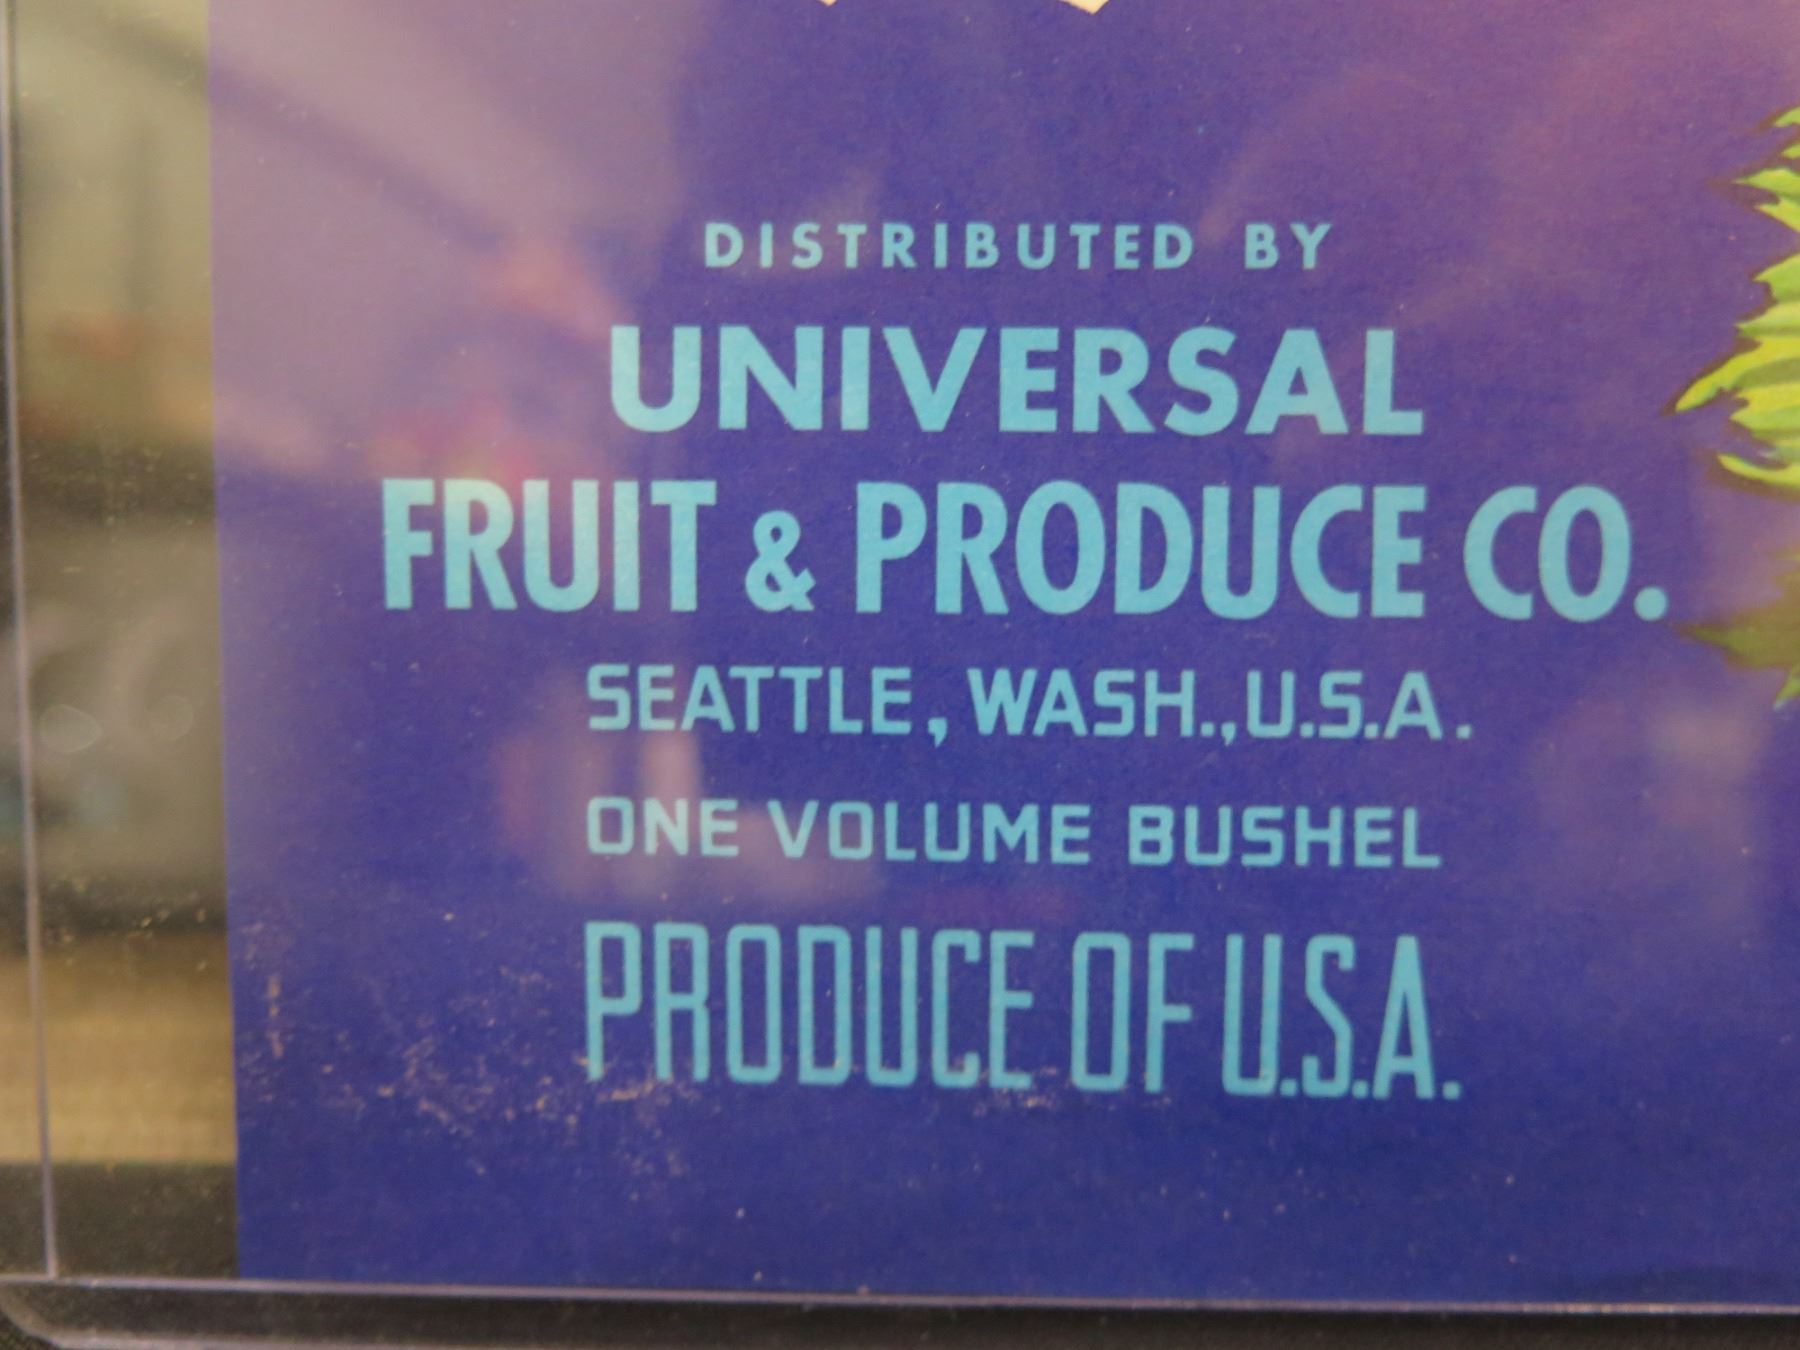 DISTRIBUTED BY
UNIVERSAL
FRUIT & PRODUCE CO.
SEATTLE, WASH., U.S.A.
ONE VOLUME BUSHEL
PRODUCE OF U.S.A.